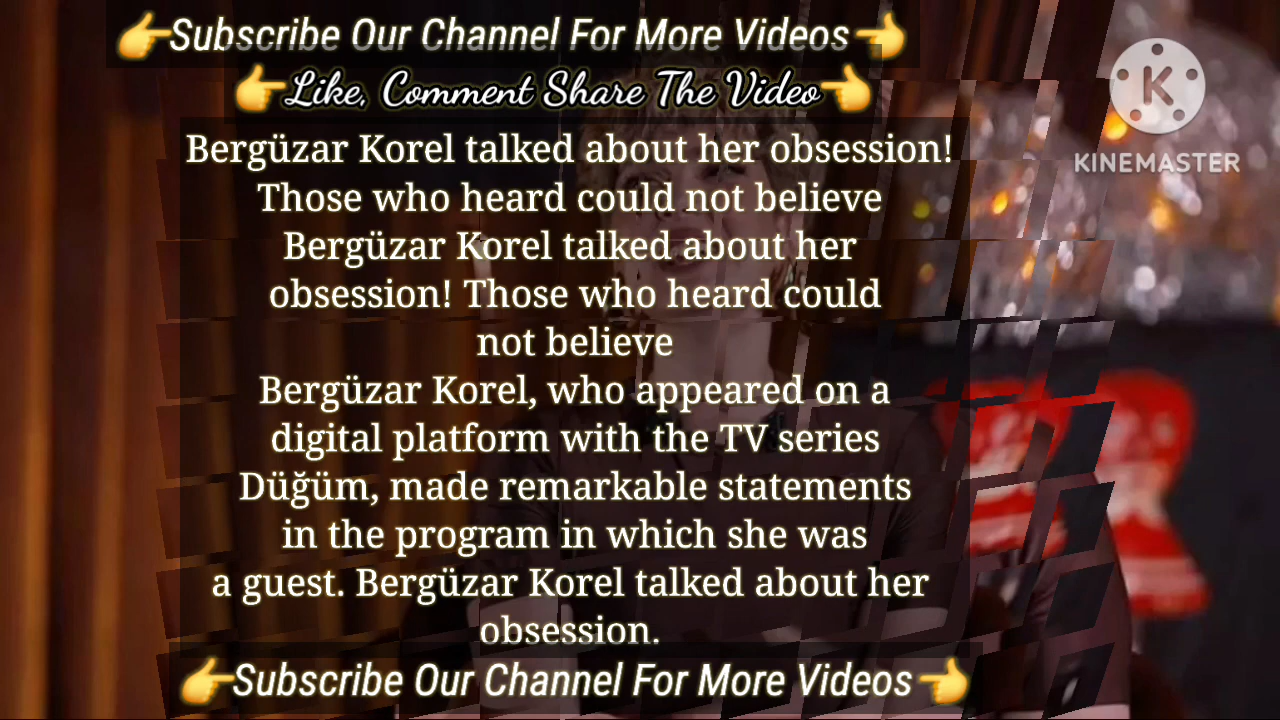 👉Subscribe Our Channel For More Videos👈
👉Like, Comment Share The Video👈
Bergüzar Korel talked about her obsession!
Those who heard could not believe
Bergüzar Korel talked about her
obsession! Those who heard could
not believe
Bergüzar Korel, who appeared on a
digital platform with the TV series
Düğüm, made remarkable statements
in the program in which she was
a guest. Bergüzar Korel talked about her
obsession.
👉Subscribe Our Channel For More Videos👈
K
KINEMASTER